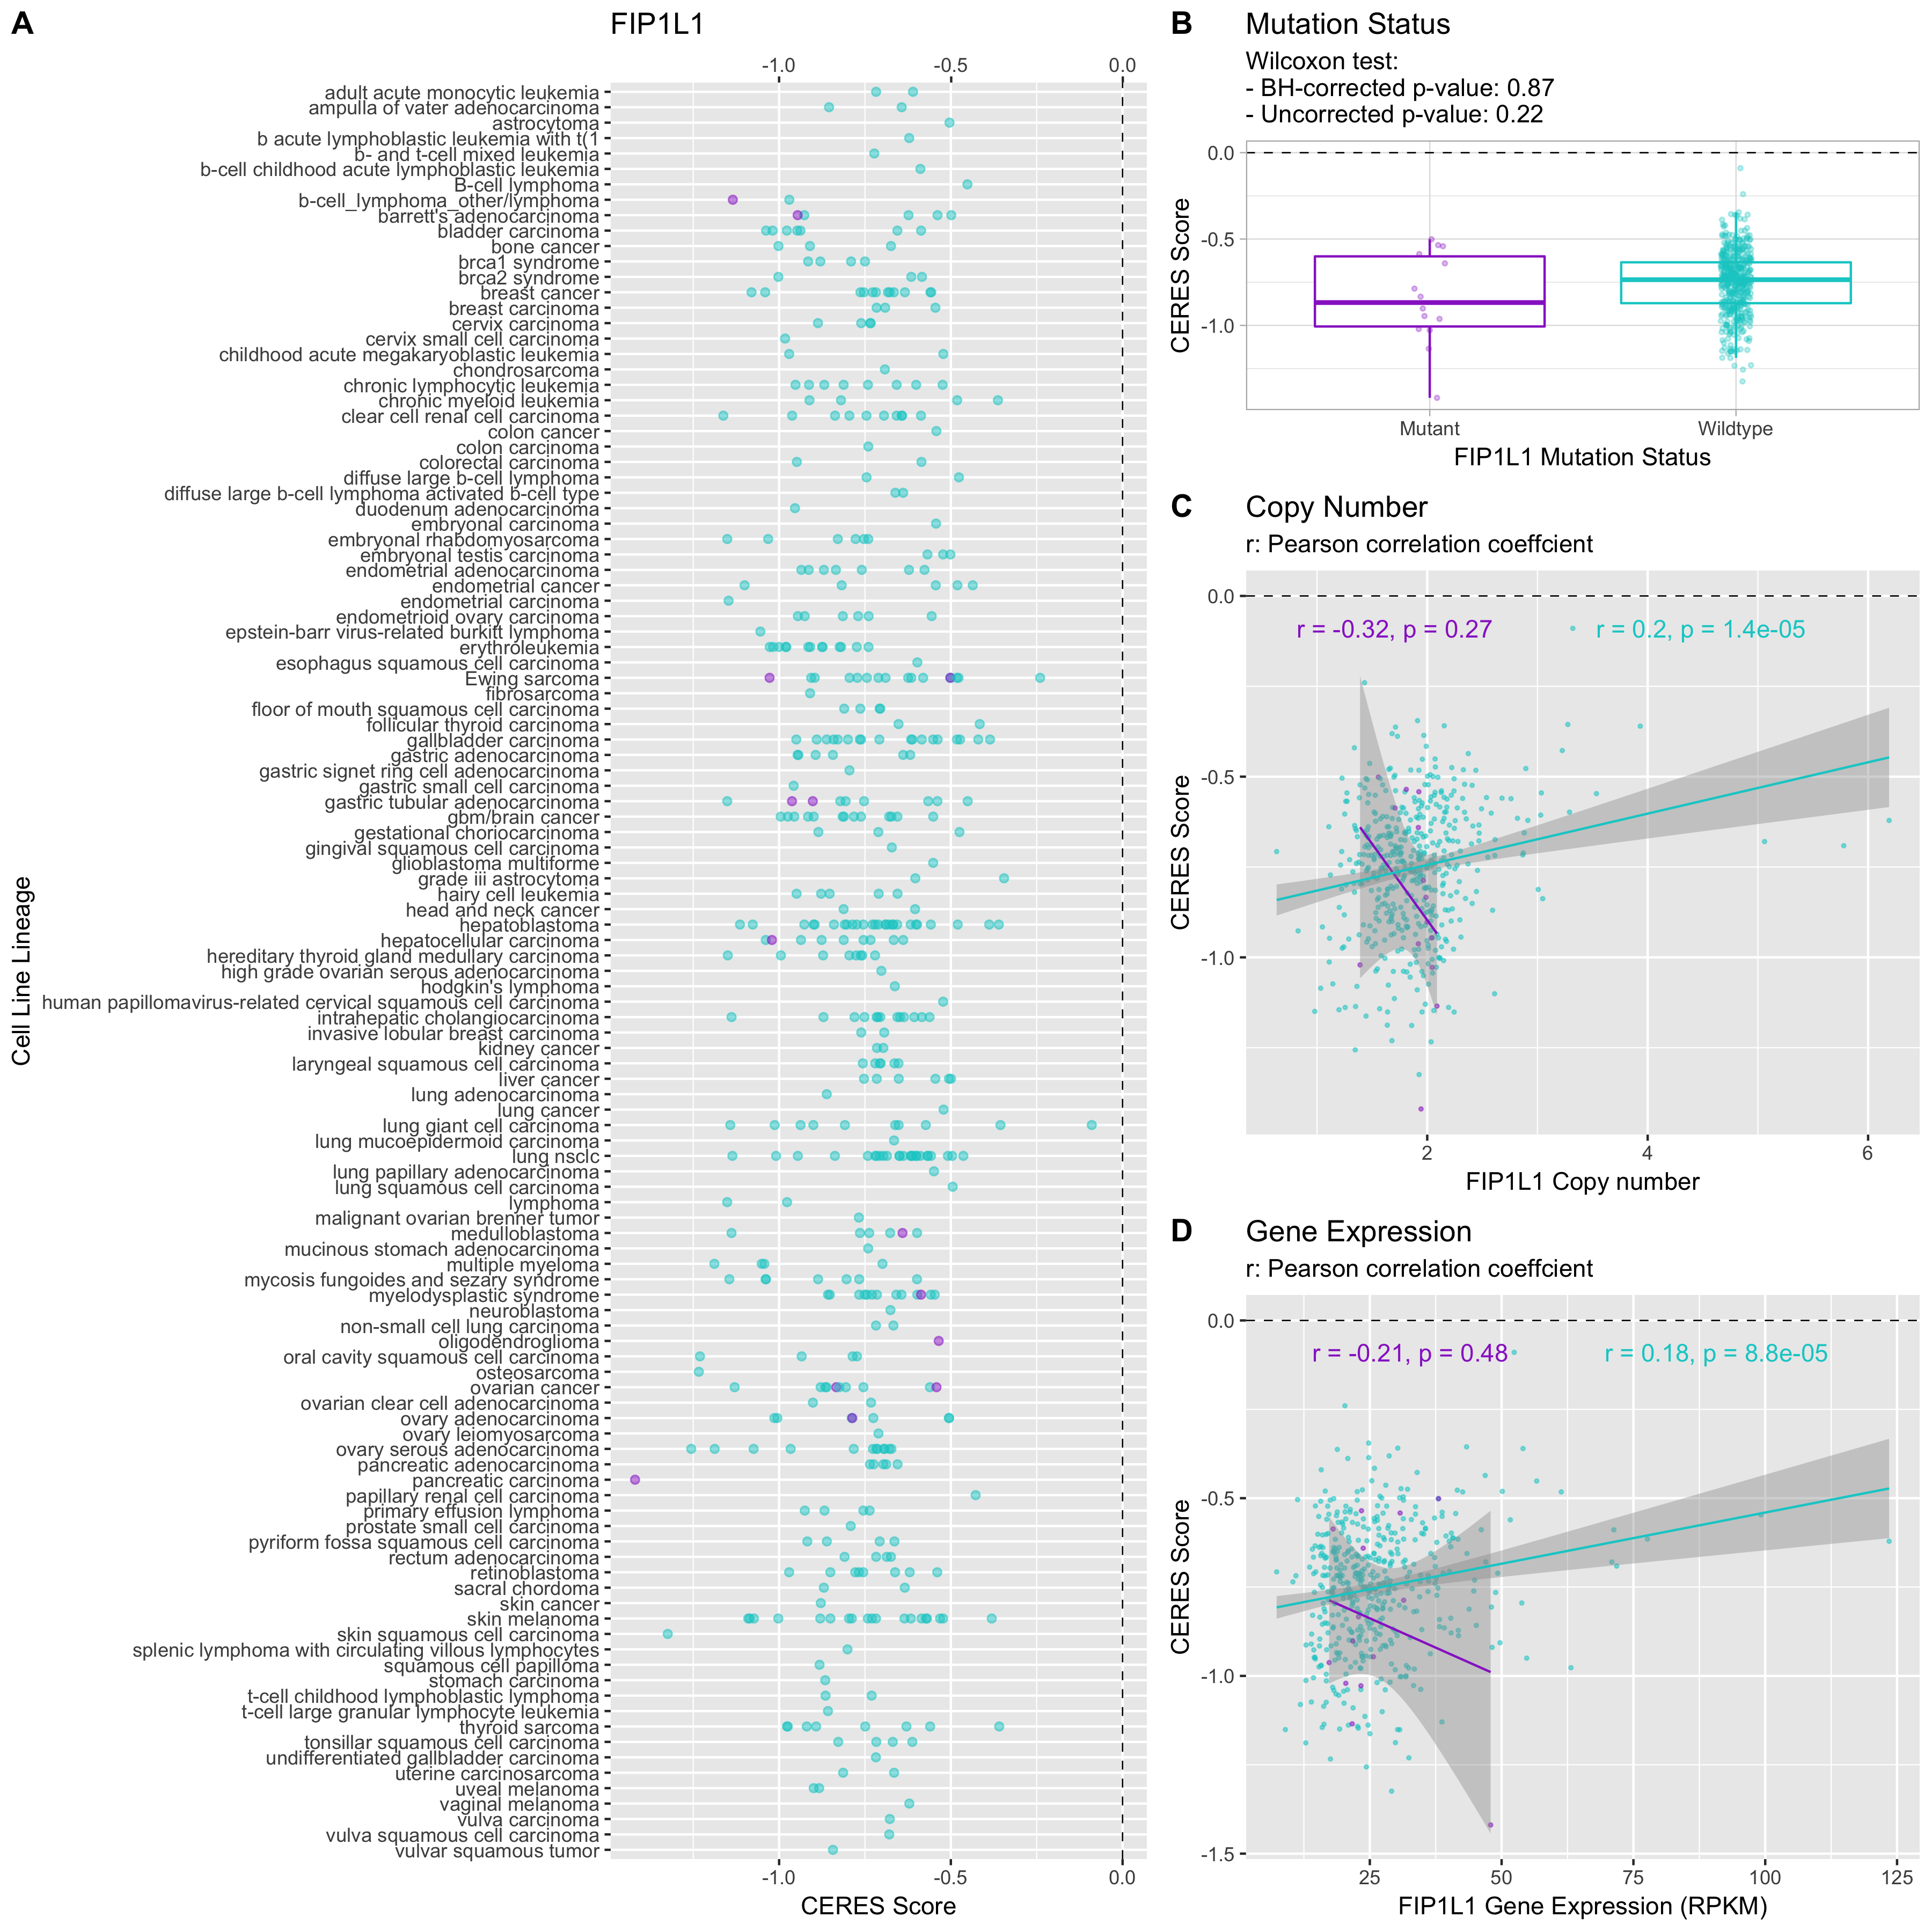 A
FIP1L1
-1.0 -0.5 0.0
adult acute monocytic leukemia
ampulla of vater adenocarcinoma
astrocytoma
b acute lymphoblastic leukemia with t(1
b- and t-cell mixed leukemia
b-cell childhood acute lymphoblastic leukemia
B-cell lymphoma
b-cell_lymphoma_other/lymphoma
barrett's adenocarcinoma
bladder carcinoma
bone cancer
brca1 syndrome
brca2 syndrome
breast cancer
breast carcinoma
cervix carcinoma
cervix small cell carcinoma
childhood acute megakaryoblastic leukemia
chondrosarcoma
chronic lymphocytic leukemia
chronic myeloid leukemia
clear cell renal cell carcinoma
colon cancer
colon carcinoma
colorectal carcinoma
diffuse large b-cell lymphoma
diffuse large b-cell lymphoma activated b-cell type
duodenum adenocarcinoma
embryonal carcinoma
embryonal rhabdomyosarcoma
embryonal testis carcinoma
endometrial adenocarcinoma
endometrial cancer
endometrial carcinoma
endometrioid ovary carcinoma
epstein-barr virus-related burkitt lymphoma
erythroleukemia
esophagus squamous cell carcinoma
Ewing sarcoma
fibrosarcoma
floor of mouth squamous cell carcinoma
follicular thyroid carcinoma
gallbladder carcinoma
gastric adenocarcinoma
gastric signet ring cell adenocarcinoma
gastric small cell carcinoma
gastric tubular adenocarcinoma
gbm/brain cancer
gestational choriocarcinoma
gingival squamous cell carcinoma
glioblastoma multiforme
grade iii astrocytoma
hairy cell leukemia
head and neck cancer
hepatoblastoma
hepatocellular carcinoma
hereditary thyroid gland medullary carcinoma
high grade ovarian serous adenocarcinoma
hodgkin's lymphoma
human papillomavirus-related cervical squamous cell carcinoma
intrahepatic cholangiocarcinoma
invasive lobular breast carcinoma
kidney cancer
laryngeal squamous cell carcinoma
liver cancer
lung adenocarcinoma
lung cancer
lung giant cell carcinoma
lung mucoepidermoid carcinoma
lung nsclc
lung papillary adenocarcinoma
lung squamous cell carcinoma
lymphoma
malignant ovarian brenner tumor
medulloblastoma
mucinous stomach adenocarcinoma
multiple myeloma
mycosis fungoides and sezary syndrome
myelodysplastic syndrome
neuroblastoma
non-small cell lung carcinoma
oligodendroglioma
oral cavity squamous cell carcinoma
osteosarcoma
ovarian cancer
ovarian clear cell adenocarcinoma
ovary adenocarcinoma
ovary leiomyosarcoma
ovary serous adenocarcinoma
pancreatic adenocarcinoma
pancreatic carcinoma
papillary renal cell carcinoma
primary effusion lymphoma
prostate small cell carcinoma
pyriform fossa squamous cell carcinoma
rectum adenocarcinoma
retinoblastoma
sacral chordoma
skin cancer
skin melanoma
skin squamous cell carcinoma
splenic lymphoma with circulating villous lymphocytes
squamous cell papilloma
stomach carcinoma
t-cell childhood lymphoblastic lymphoma
t-cell large granular lymphocyte leukemia
thyroid sarcoma
tonsillar squamous cell carcinoma
undifferentiated gallbladder carcinoma
uterine carcinosarcoma
uveal melanoma
vaginal melanoma
vulva carcinoma
vulva squamous cell carcinoma
vulvar squamous tumor
-1.0 -0.5 0.0
CERES Score
Cell Line Lineage
B
Mutation Status
Wilcoxon test:
- BH-corrected p-value: 0.87
- Uncorrected p-value: 0.22
0.0
-0.5
-1.0
CERES Score
Mutant Wildtype
FIP1L1 Mutation Status
C
Copy Number
r: Pearson correlation coeffcient
r = -0.32, p = 0.27 r = 0.2, p = 1.4e-05
0.0
-0.5
-1.0
CERES Score
2 4 6
FIP1L1 Copy number
D
Gene Expression
r: Pearson correlation coeffcient
r = -0.21, p = 0.48 r = 0.18, p = 8.8e-05
0.0
-0.5
-1.0
-1.5
CERES Score
25 50 75 100 125
FIP1L1 Gene Expression (RPKM)